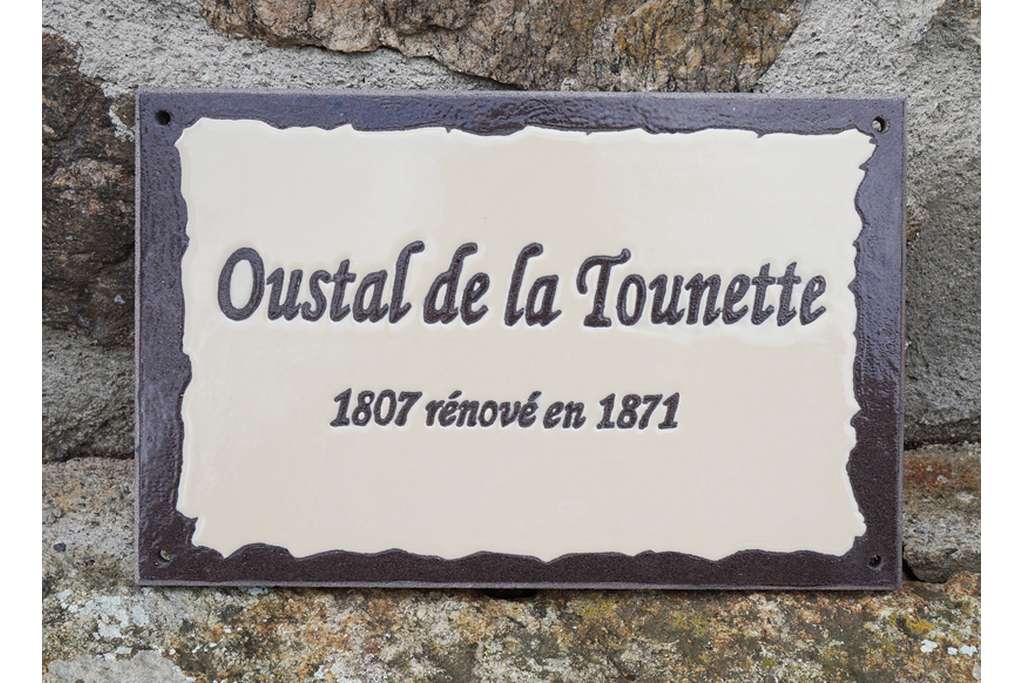 Oustal de la Tounette
1807 rénové en 1871